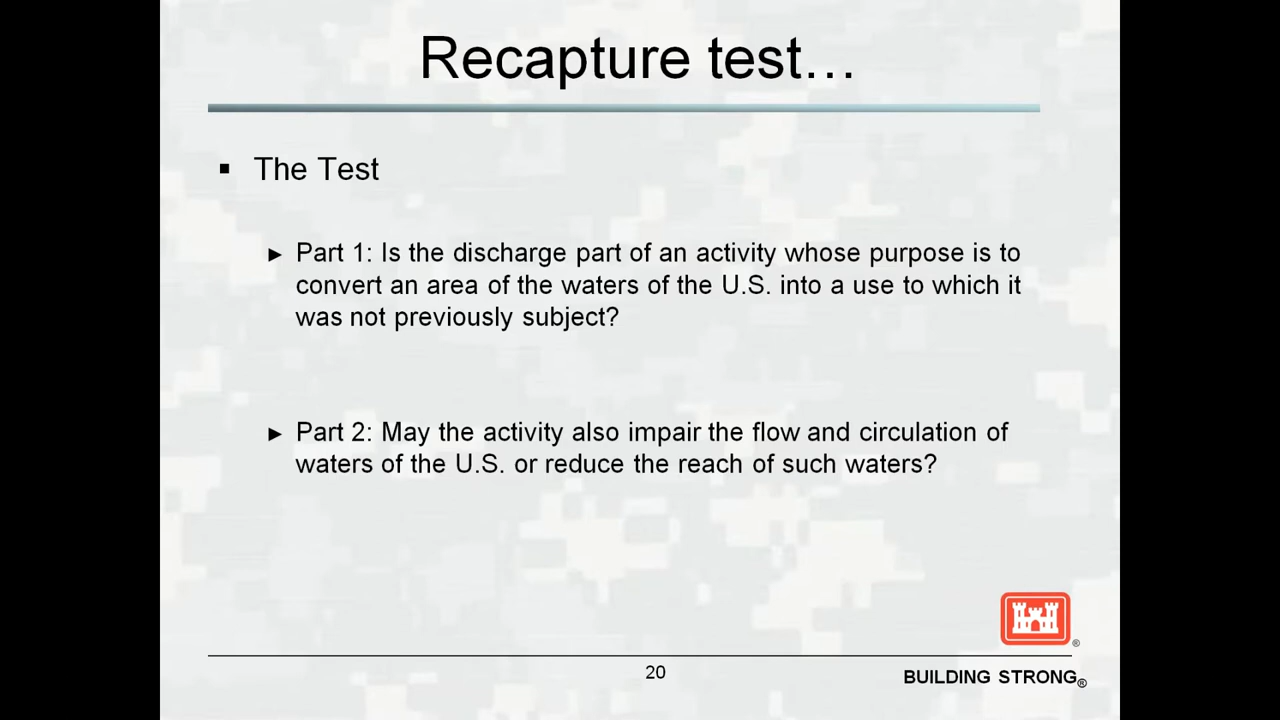 Recapture test…
▪ The Test
► Part 1: Is the discharge part of an activity whose purpose is to
convert an area of the waters of the U.S. into a use to which it
was not previously subject?
► Part 2: May the activity also impair the flow and circulation of
waters of the U.S. or reduce the reach of such waters?
®
20
BUILDING STRONG®